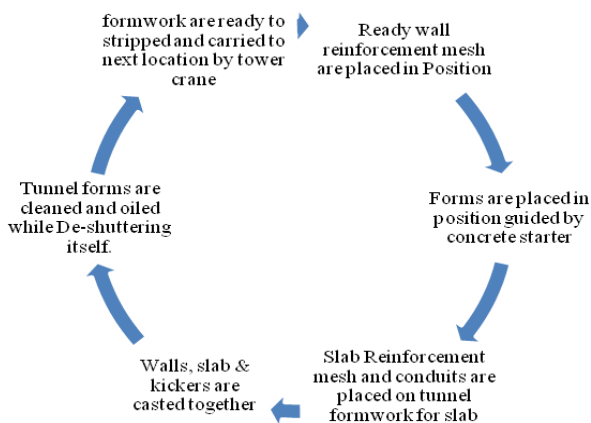 formwork are ready to
stripped and carried to
next location by tower
crane
Ready wall
reinforcement mesh
are placed in Position
Forms are placed in
position guided by
concrete starter
Slab Reinforcement
mesh and conduits are
placed on tunnel
formwork for slab
Walls, slab &
kickers are
casted together
Tunnel forms are
cleaned and oiled
while De-shuttering
itself.